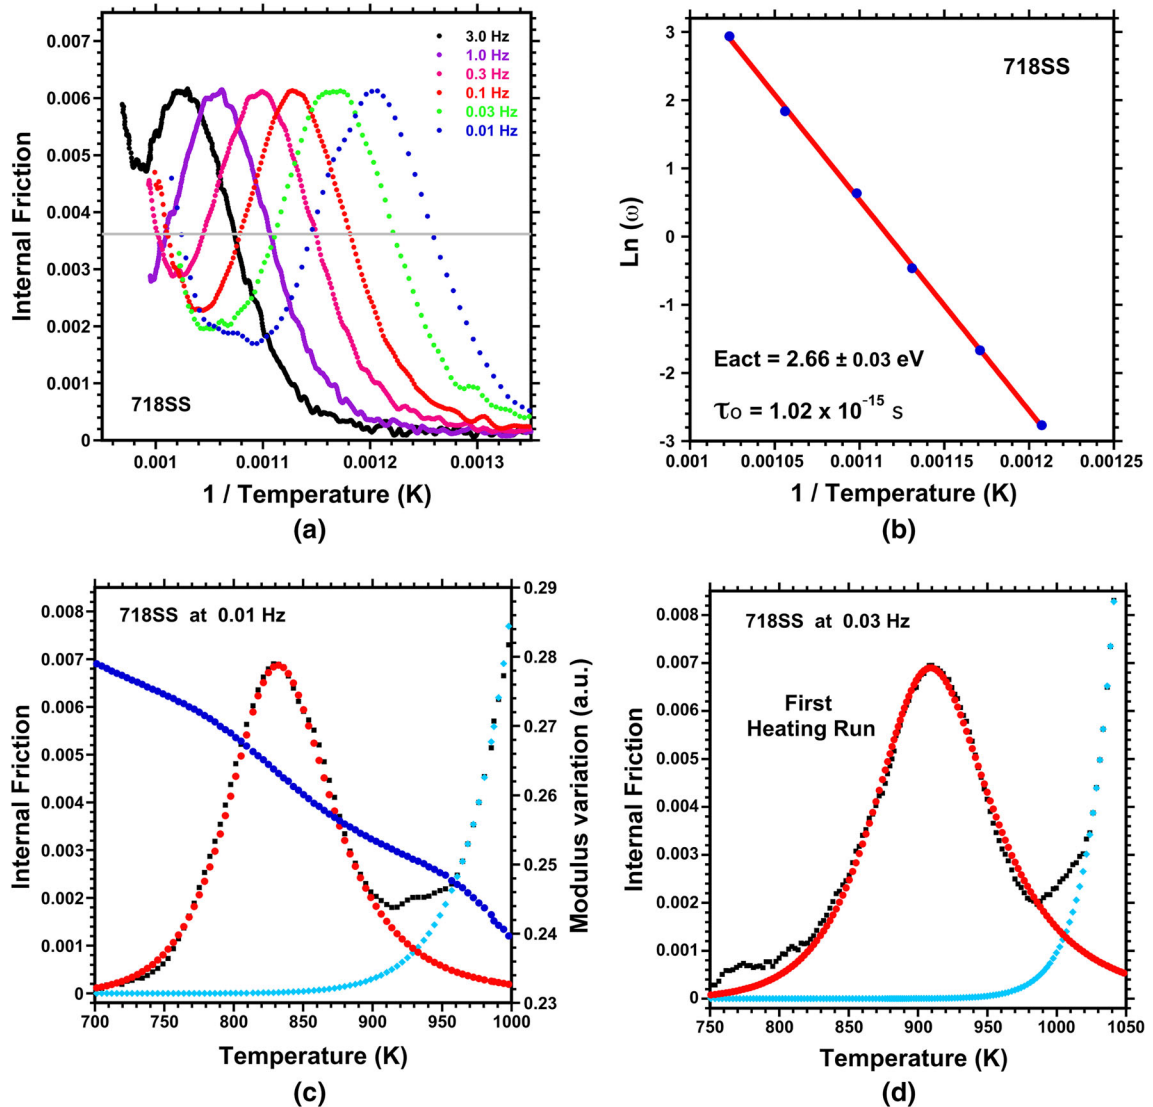 0.007
0.006
0.005
0.004
0.003
0.002
0.001
0
Internal Friction
3.0 Hz
1.0 Hz
0.3 Hz
0.1 Hz
0.03 Hz
0.01 Hz
718SS
0.001 0.0011 0.0012 0.0013
1 / Temperature (K)
(a)
3
2
1
0
-1
-2
-3
Ln (ω)
718SS
Eact = 2.66 ± 0.03 eV
τo = 1.02 x 10⁻¹⁵ s
0.001 0.00105 0.0011 0.00115 0.0012 0.00125
1 / Temperature (K)
(b)
0.008
0.007
0.006
0.005
0.004
0.003
0.002
0.001
0
Internal Friction
718SS at 0.01 Hz
0.29
0.28
0.27
0.26
0.25
0.24
0.23
Modulus variation (a.u.)
700 750 800 850 900 950 1000
Temperature (K)
(c)
0.008
0.007
0.006
0.005
0.004
0.003
0.002
0.001
0
Internal Friction
718SS at 0.03 Hz
First
Heating Run
750 800 850 900 950 1000 1050
Temperature (K)
(d)